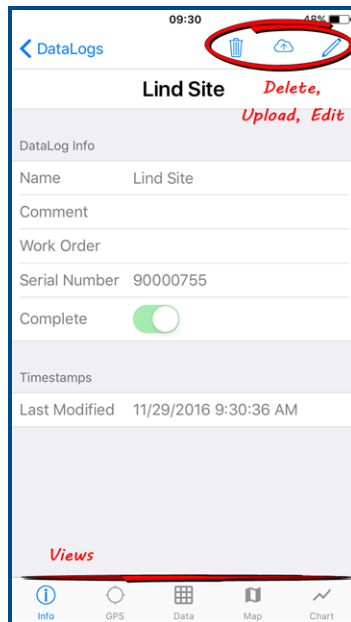 09:30
48%
DataLogs
Lind Site
Delete,
Upload, Edit
DataLog Info
Name Lind Site
Comment
Work Order
Serial Number 90000755
Complete
Timestamps
Last Modified 11/29/2016 9:30:36 AM
Views
Info GPS Data Map Chart